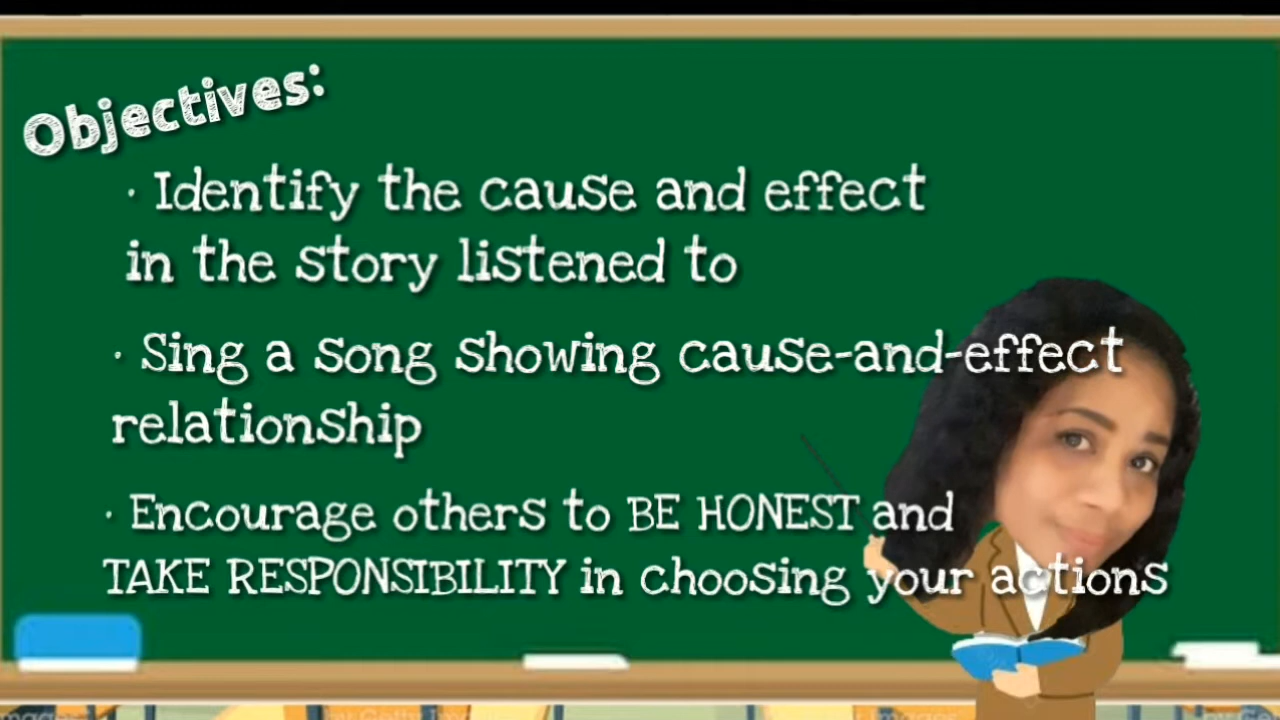 Objectives:
· Identify the cause and effect
in the story listened to
· Sing a song showing cause-and-effect
relationship
· Encourage others to BE HONEST and
TAKE RESPONSIBILITY in choosing your actions